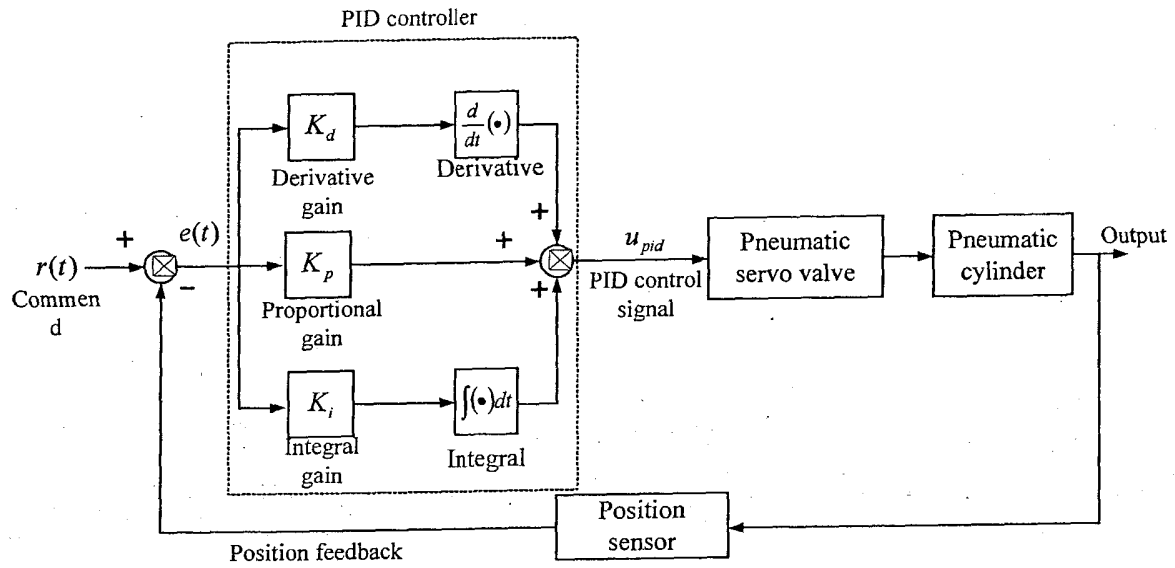 PID controller
K_d
d/dt (•)
Derivative
gain
Derivative
+
e(t)
+
+
r(t)
−
Commen
d
K_p
Proportional
gain
+
u_pid
PID control
signal
Pneumatic
servo valve
Pneumatic
cylinder
Output
K_i
Integral
gain
∫(•)dt
Integral
Position
sensor
Position feedback